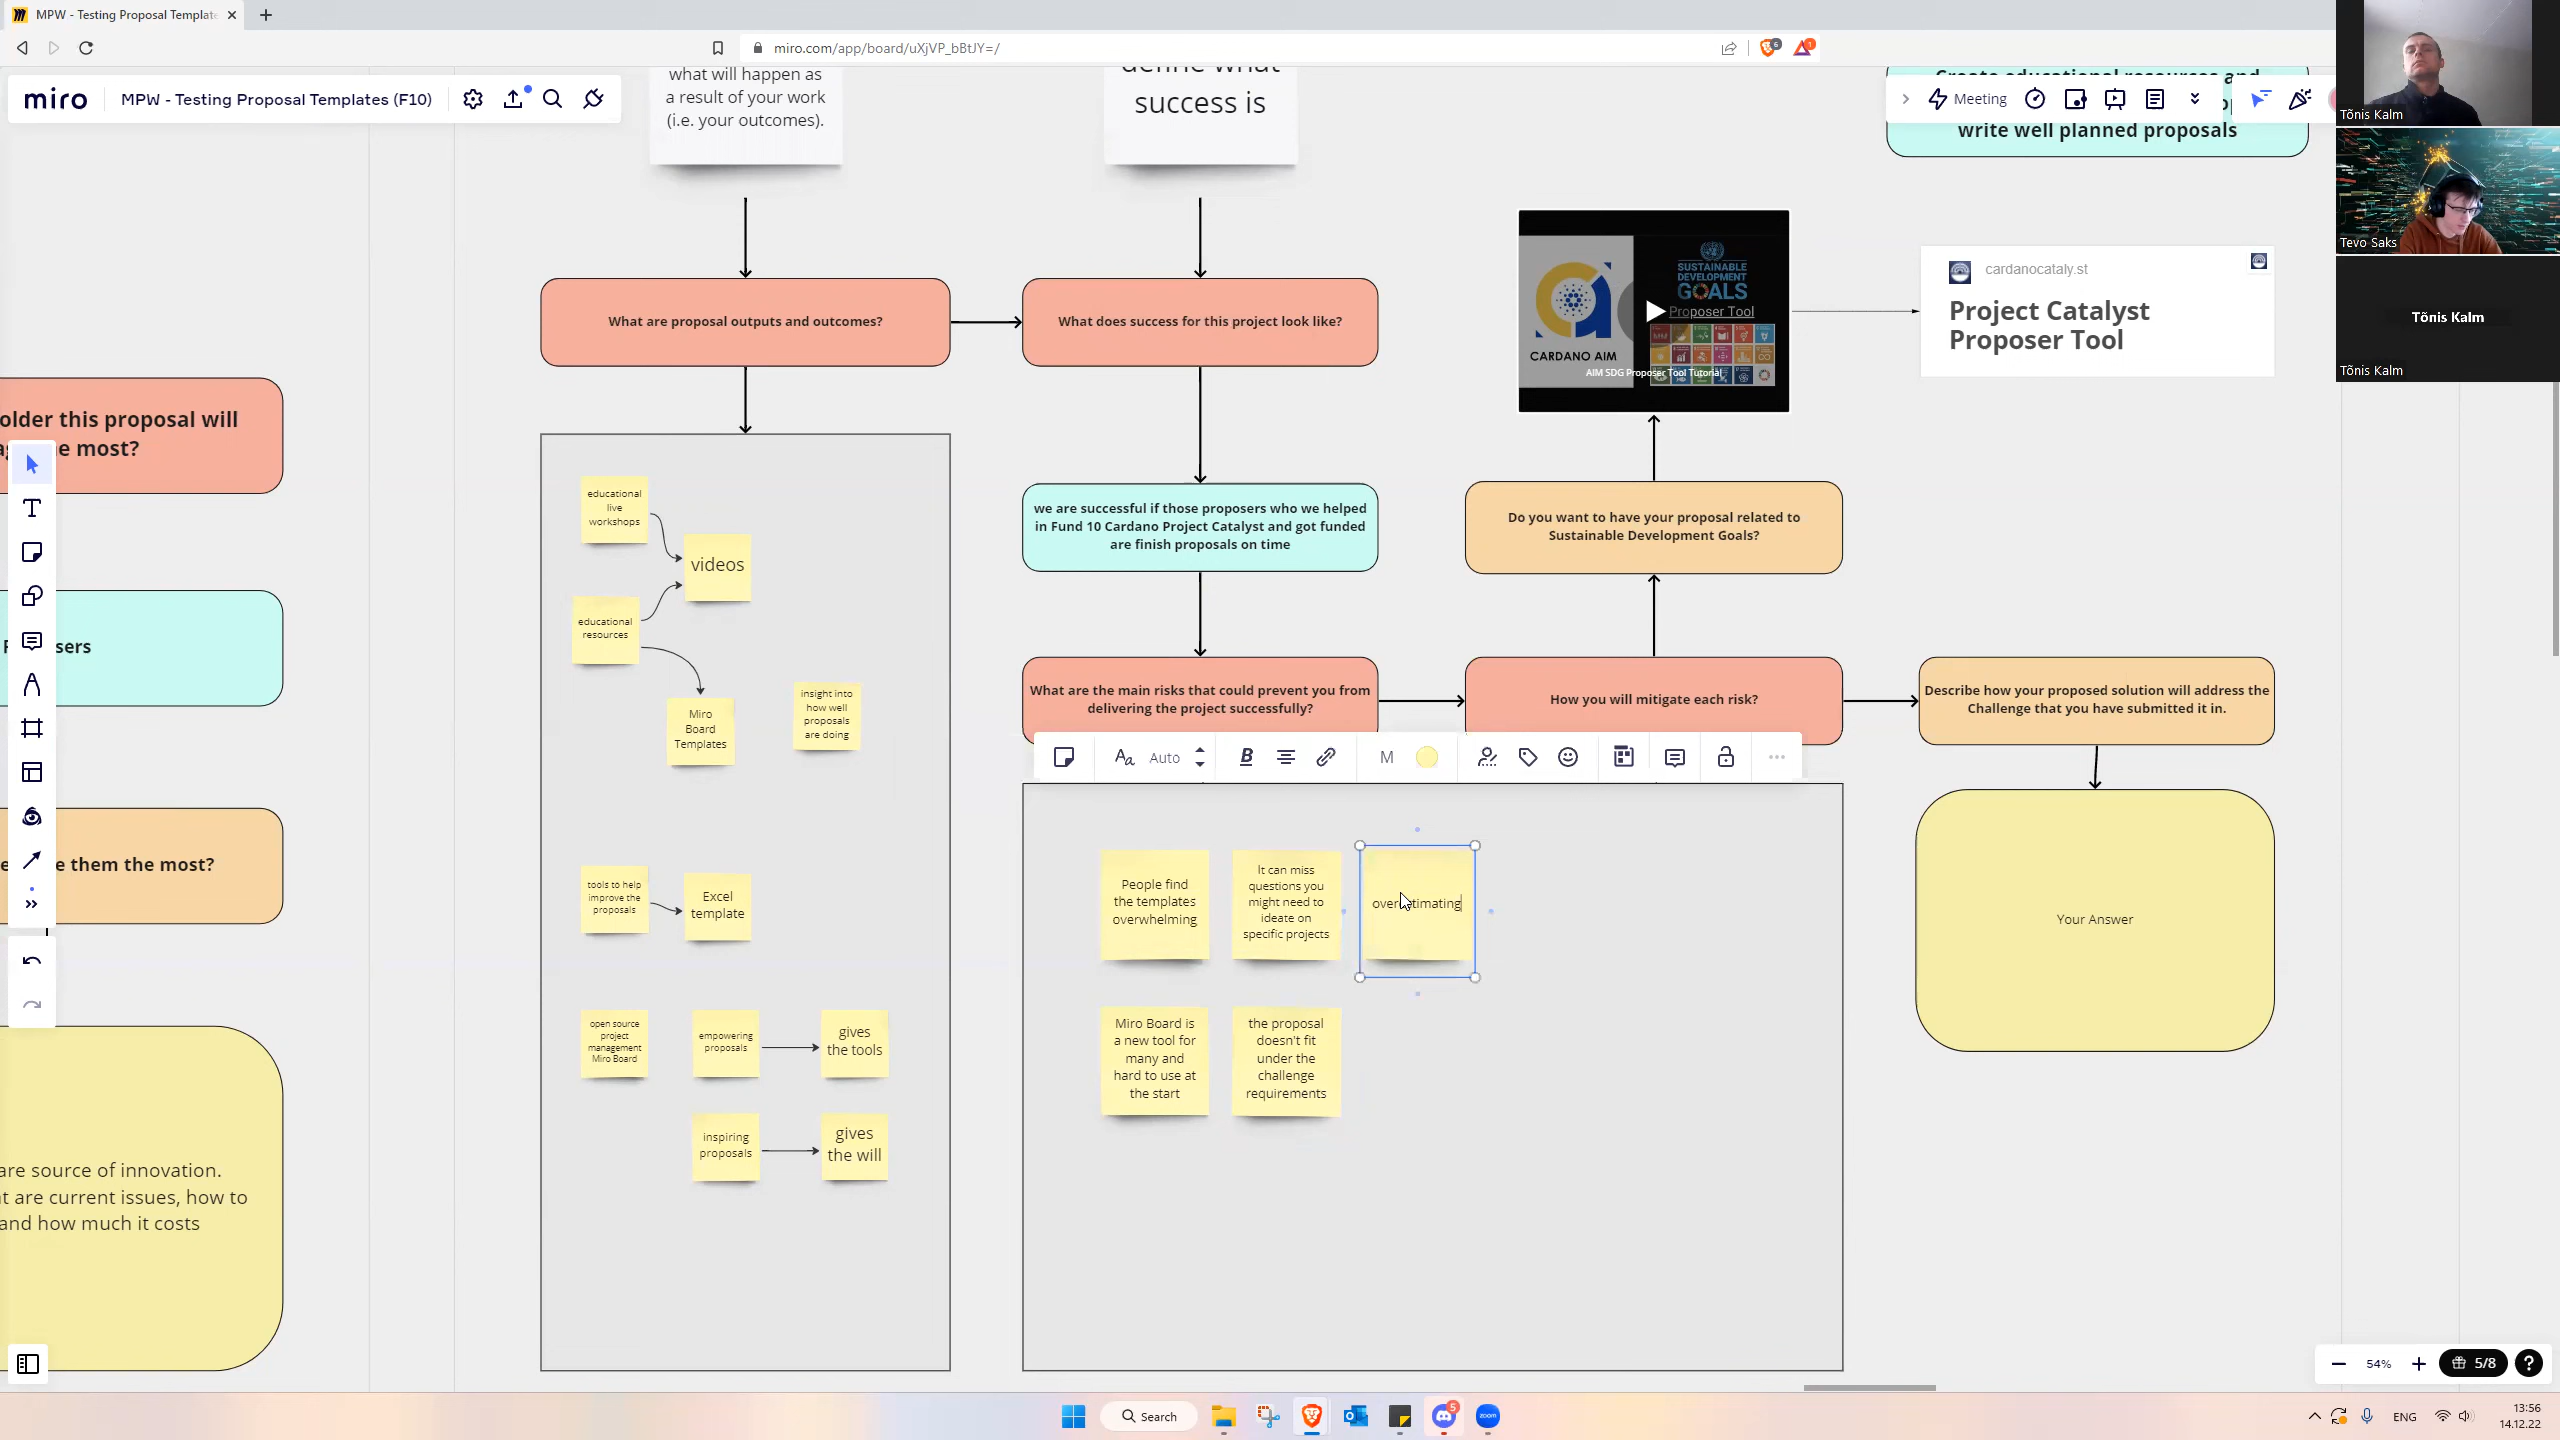 MPW - Testing Proposal Template
miro.com/app/board/uXjVP_bBtJY=/
miro
MPW - Testing Proposal Templates (F10)
Meeting
what will happen as
a result of your work
(i.e. your outcomes).
define what
success is
Create educational resources and
write well planned proposals
Tõnis Kalm
Tevo Saks
Tõnis Kalm
Tõnis Kalm
What are proposal outputs and outcomes?
What does success for this project look like?
SUSTAINABLE
DEVELOPMENT
GOALS
Proposer Tool
CARDANO AIM
AIM SDG Proposer Tool Tutorial
cardanocataly.st
Project Catalyst
Proposer Tool
older this proposal will
e most?
sers
e them the most?
are source of innovation.
t are current issues, how to
and how much it costs
educational
live
workshops
videos
educational
resources
Miro
Board
Templates
insight into
how well
proposals
are doing
tools to help
improve the
proposals
Excel
template
open source
project
management
Miro Board
empowering
proposals
gives
the tools
inspiring
proposals
gives
the will
we are successful if those proposers who we helped
in Fund 10 Cardano Project Catalyst and got funded
are finish proposals on time
Do you want to have your proposal related to
Sustainable Development Goals?
What are the main risks that could prevent you from
delivering the project successfully?
How you will mitigate each risk?
Describe how your proposed solution will address the
Challenge that you have submitted it in.
Auto
B
M
People find
the templates
overwhelming
It can miss
questions you
might need to
ideate on
specific projects
Miro Board is
a new tool for
many and
hard to use at
the start
the proposal
doesn't fit
under the
challenge
requirements
Your Answer
54%
5/8
Search
5
zoom
ENG
13:56
14.12.22